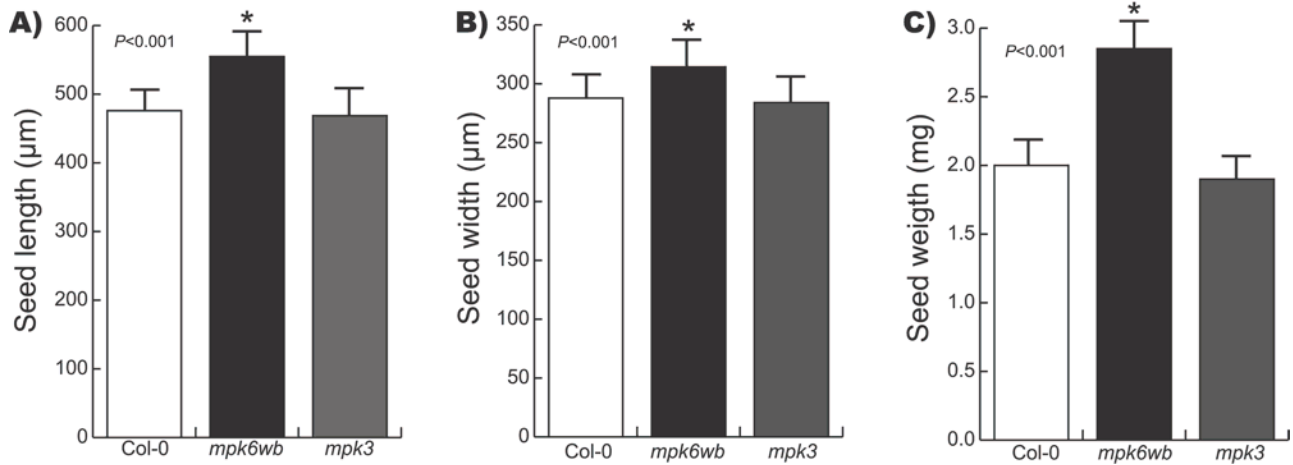 A)
Seed length (µm)
600
500
400
300
200
100
0
P<0.001
*
Col-0
mpk6wb
mpk3
B)
Seed width (µm)
350
300
250
200
150
100
50
0
P<0.001
*
Col-0
mpk6wb
mpk3
C)
Seed weigth (mg)
3.0
2.5
2.0
1.5
1.0
0.5
0.0
P<0.001
*
Col-0
mpk6wb
mpk3